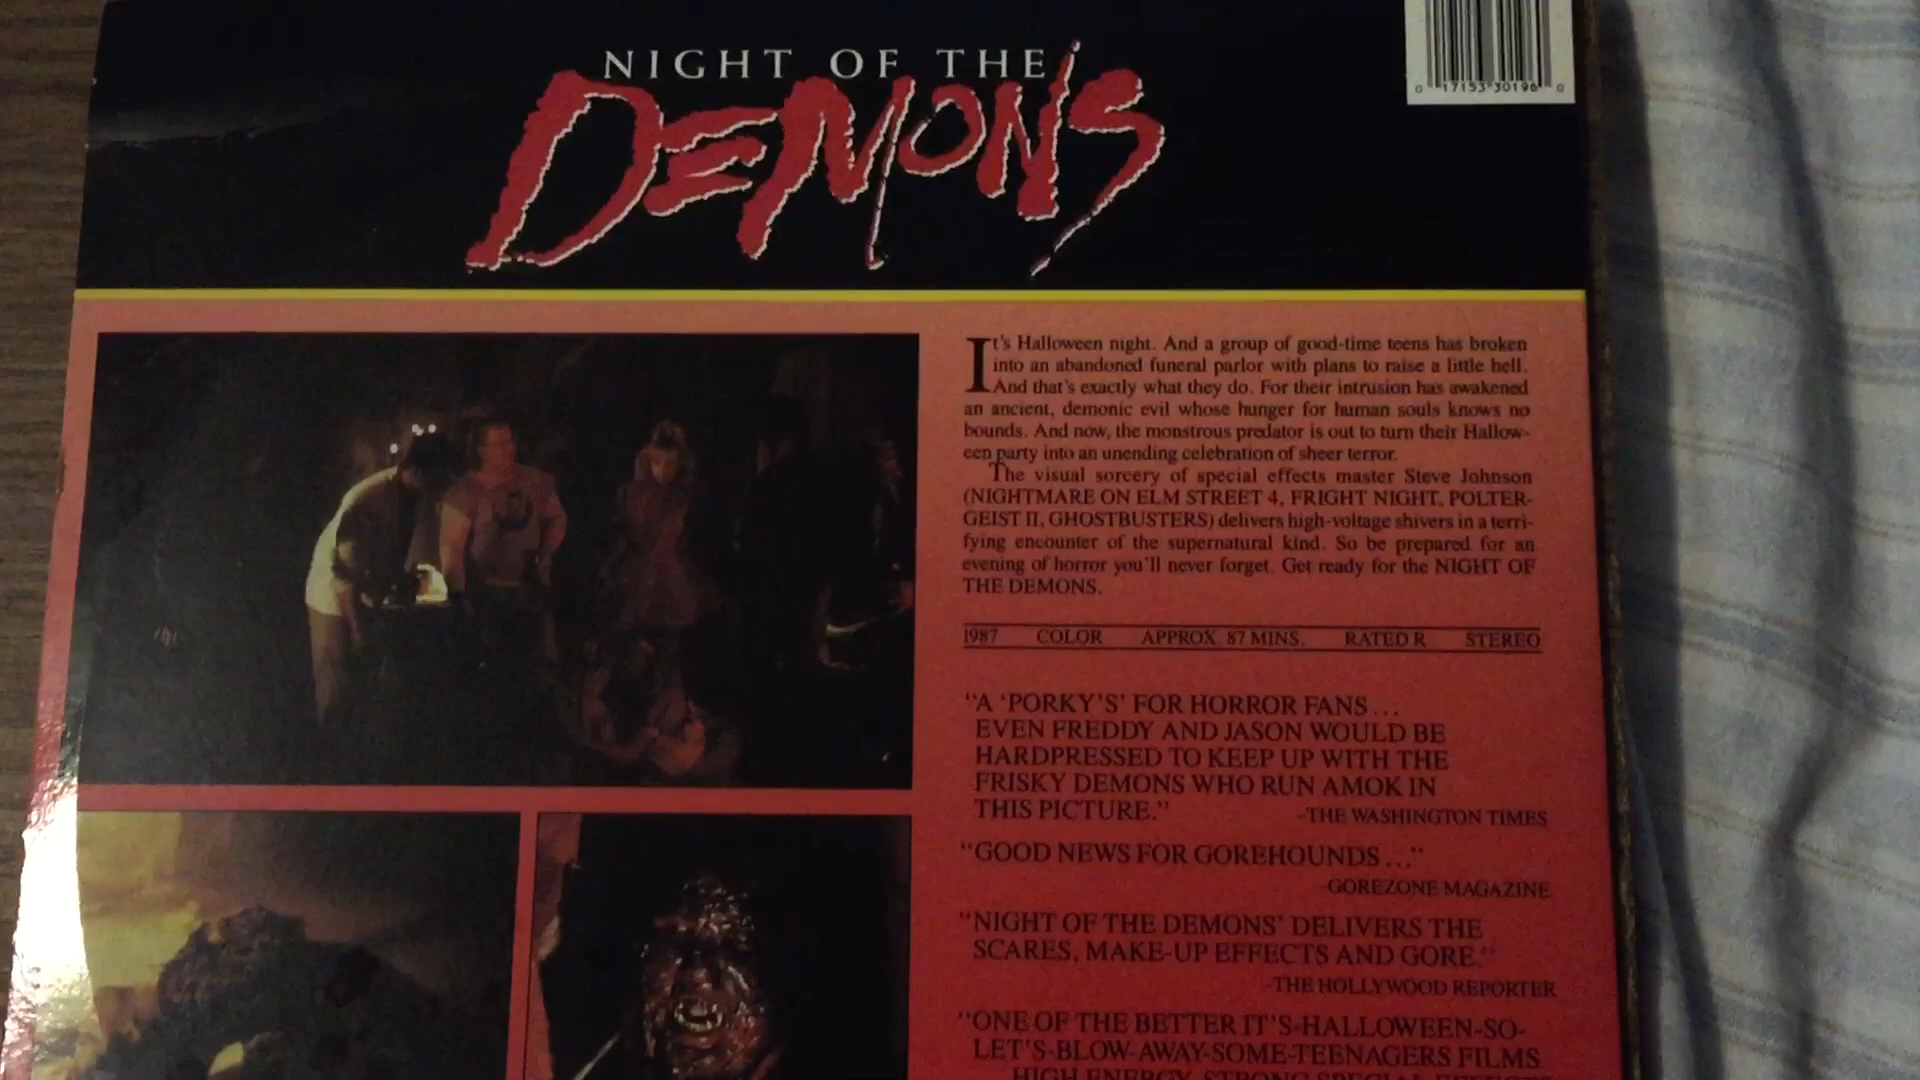 NIGHT OF THE
DEMONS
0 17153 30196 0
It's Halloween night. And a group of good-time teens has broken
into an abandoned funeral parlor with plans to raise a little hell.
And that's exactly what they do. For their intrusion has awakened
an ancient, demonic evil whose hunger for human souls knows no
bounds. And now, the monstrous predator is out to turn their Hallow-
een party into an unending celebration of sheer terror.
The visual sorcery of special effects master Steve Johnson
(NIGHTMARE ON ELM STREET 4, FRIGHT NIGHT, POLTER-
GEIST II, GHOSTBUSTERS) delivers high-voltage shivers in a terri-
fying encounter of the supernatural kind. So be prepared for an
evening of horror you'll never forget. Get ready for the NIGHT OF
THE DEMONS.
1987 COLOR APPROX. 87 MINS. RATED R STEREO
"A 'PORKY'S' FOR HORROR FANS...
EVEN FREDDY AND JASON WOULD BE
HARDPRESSED TO KEEP UP WITH THE
FRISKY DEMONS WHO RUN AMOK IN
THIS PICTURE."
-THE WASHINGTON TIMES
"GOOD NEWS FOR GOREHOUNDS..."
-GOREZONE MAGAZINE
"NIGHT OF THE DEMONS' DELIVERS THE
SCARES, MAKE-UP EFFECTS AND GORE."
-THE HOLLYWOOD REPORTER
"ONE OF THE BETTER IT'S-HALLOWEEN-SO-
LET'S-BLOW-AWAY-SOME-TEENAGERS FILMS.
HIGH ENERGY, STRONG SPECIAL EFFECTS